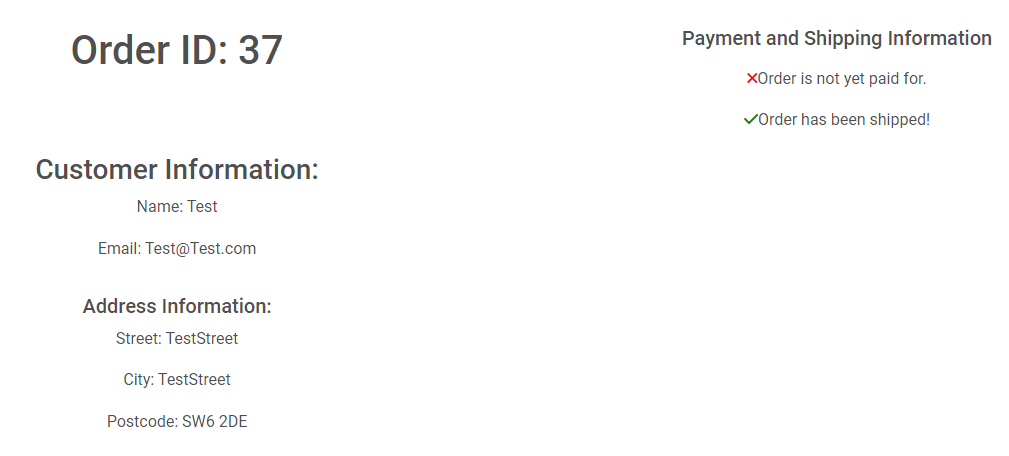 Order ID: 37
Customer Information:
Name: Test
Email: Test@Test.com
Address Information:
Street: TestStreet
City: TestStreet
Postcode: SW6 2DE
Payment and Shipping Information
Order is not yet paid for.
Order has been shipped!